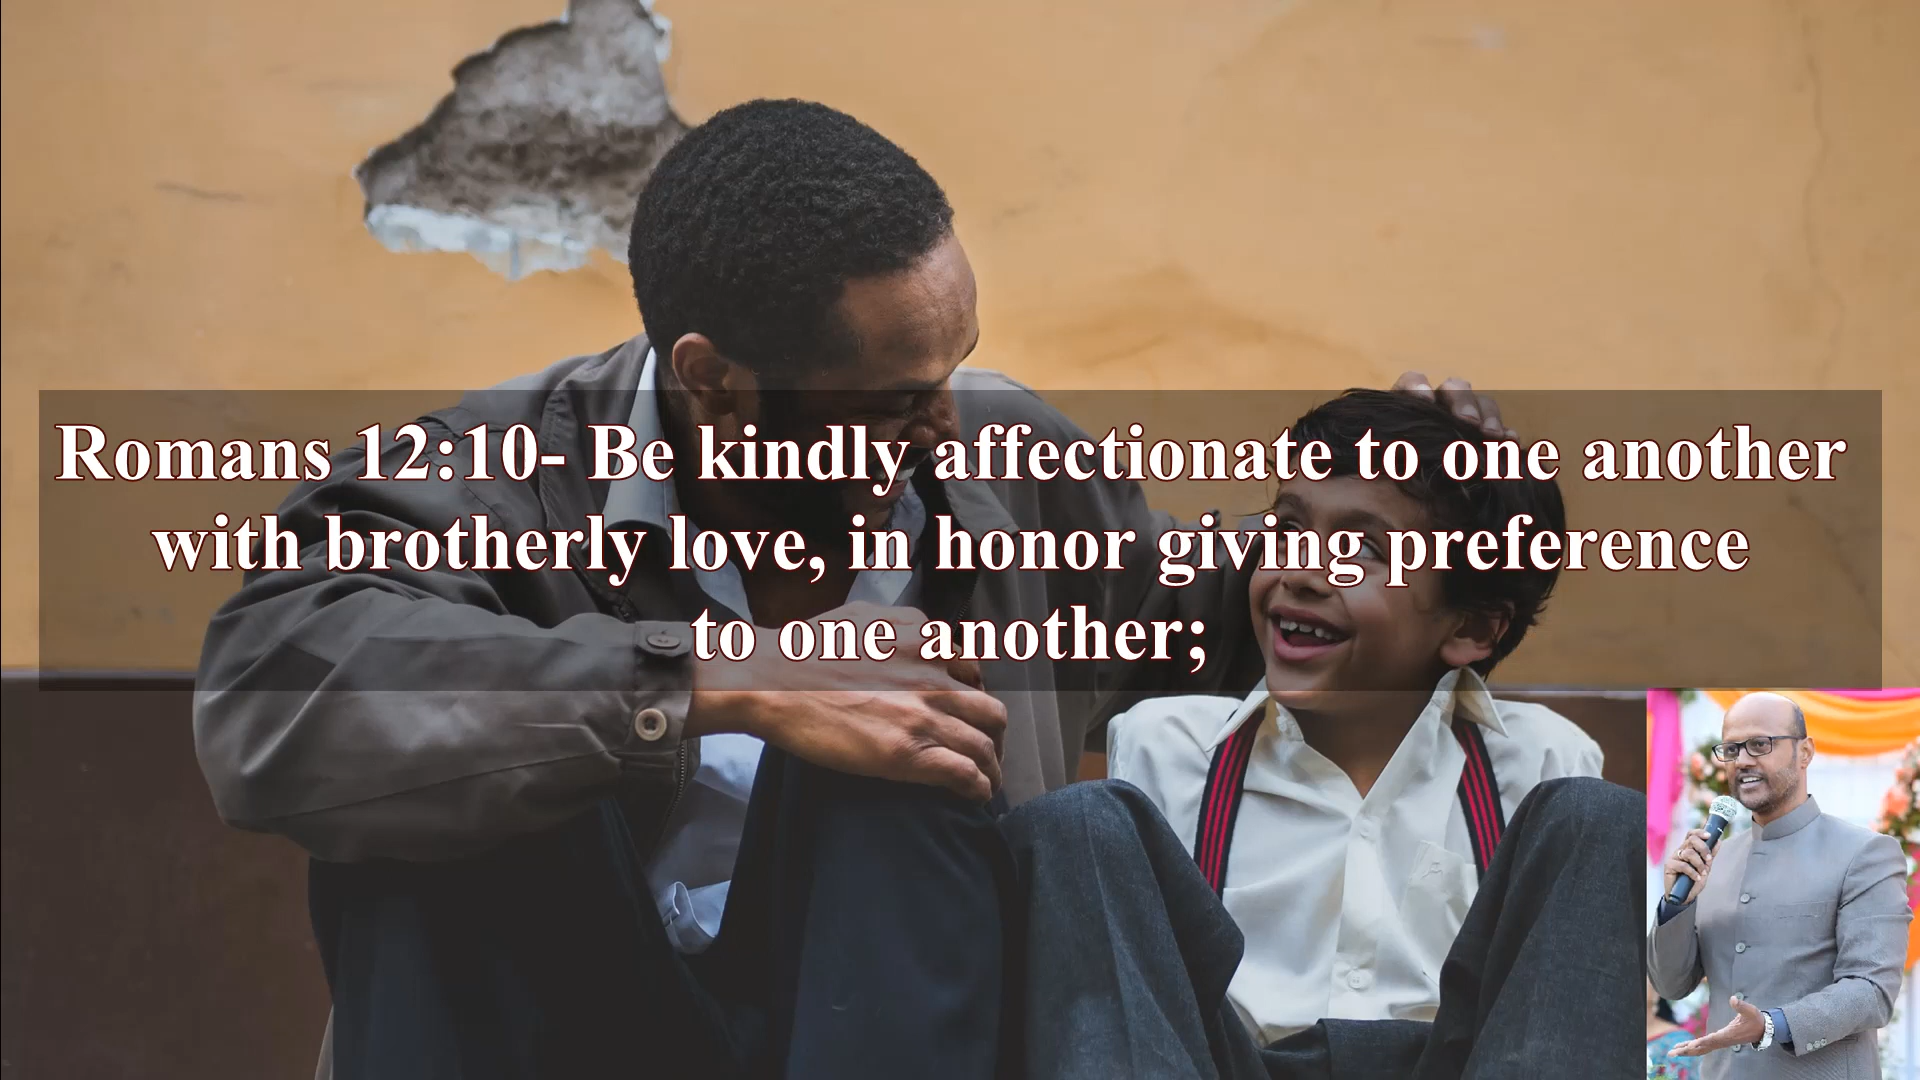 Romans 12:10- Be kindly affectionate to one another
with brotherly love, in honor giving preference
to one another;